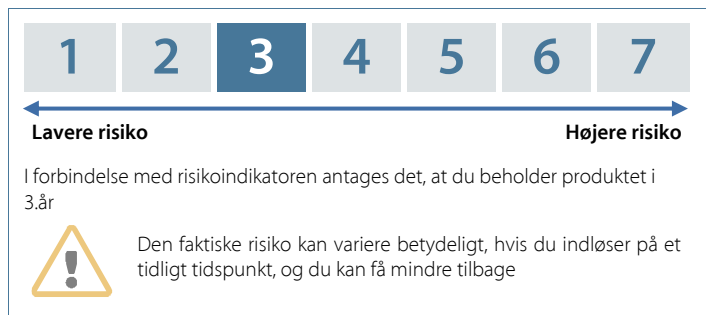 1 2 3 4 5 6 7
Lavere risiko Højere risiko
I forbindelse med risikoindikatoren antages det, at du beholder produktet i
3.år
Den faktiske risiko kan variere betydeligt, hvis du indløser på et
tidligt tidspunkt, og du kan få mindre tilbage